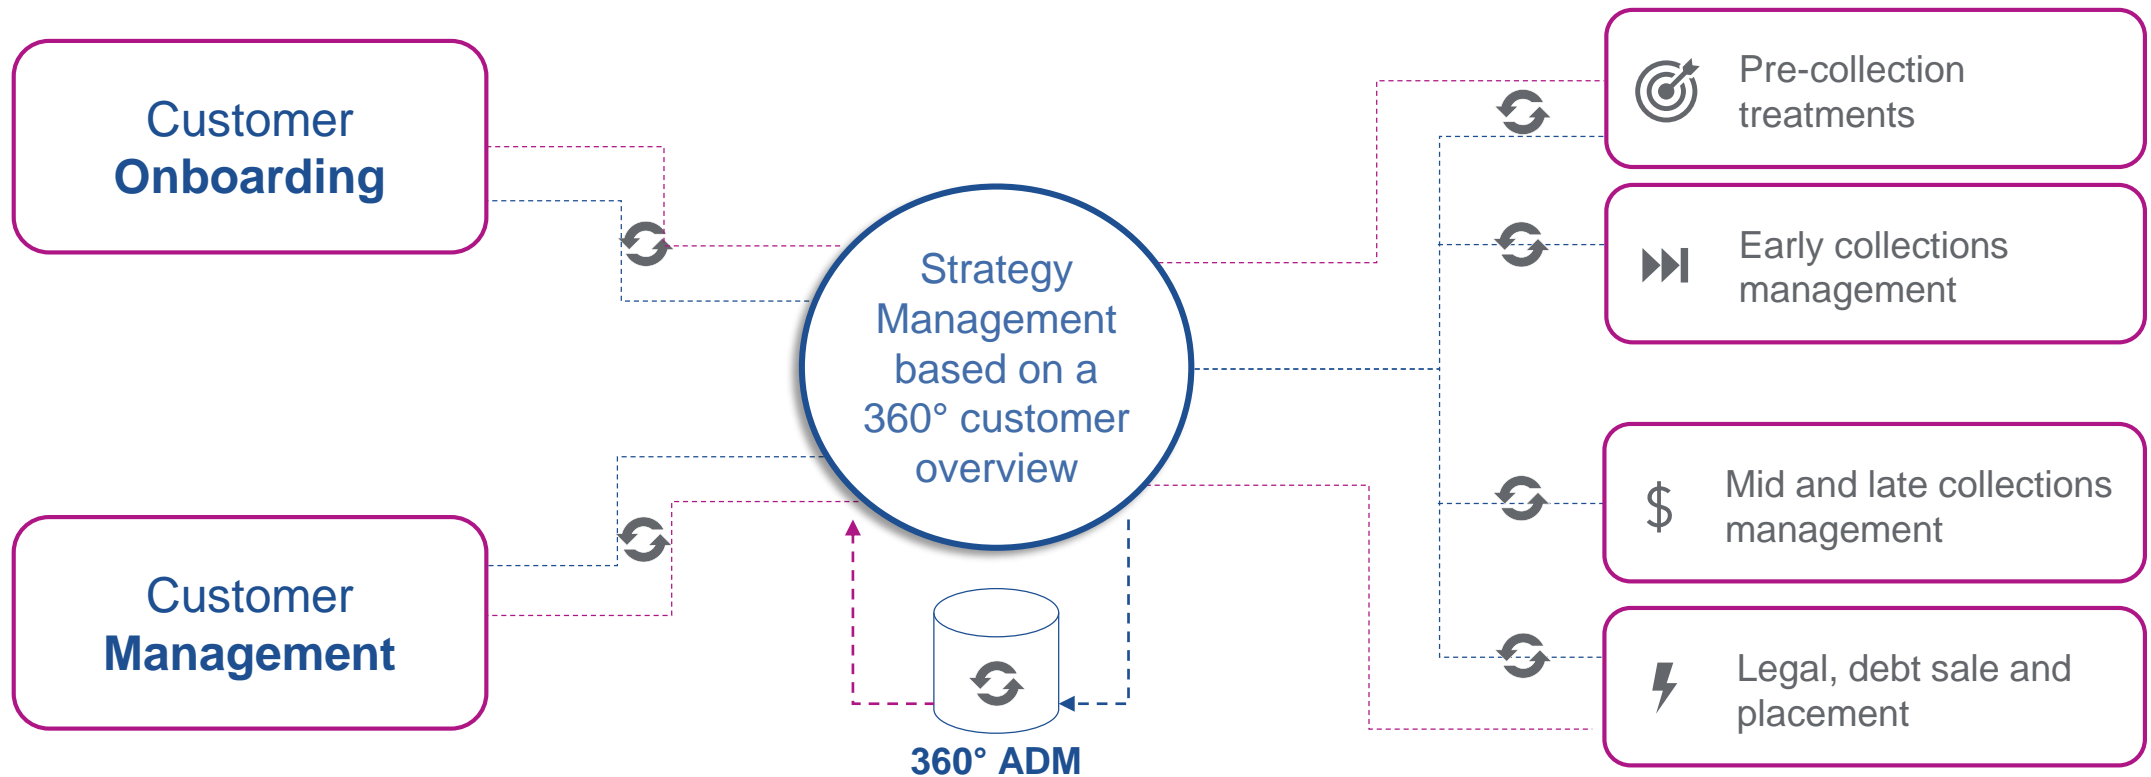 Customer
Onboarding
Customer
Management
Strategy
Management
based on a
360° customer
overview
360° ADM
Pre-collection
treatments
Early collections
management
$
Mid and late collections
management
Legal, debt sale and
placement